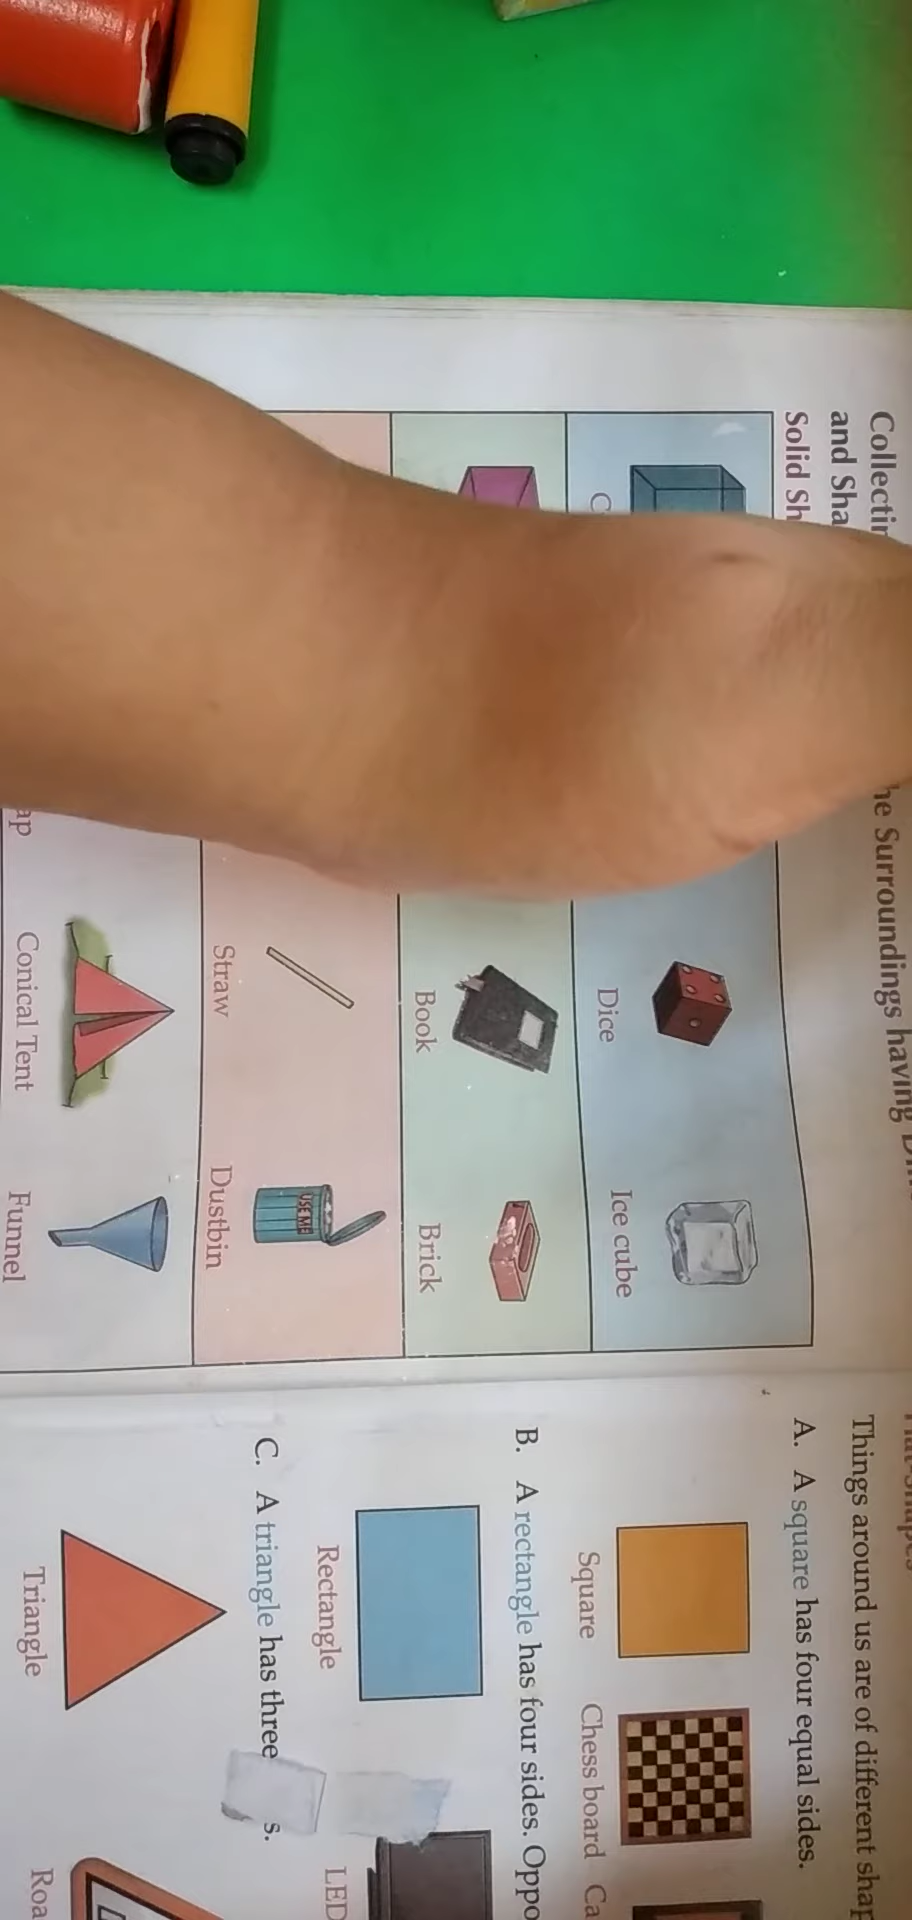 Collectin he Surroundings having
and Sha
Solid Sh
Dice Ice cube
Book Brick
USE ME
Straw Dustbin
Conical Tent Funnel
Things around us are of different shap
A. A square has four equal sides.
Square Chess board Ca
B. A rectangle has four sides. Oppo
Rectangle LED
C. A triangle has three s.
Triangle Roa